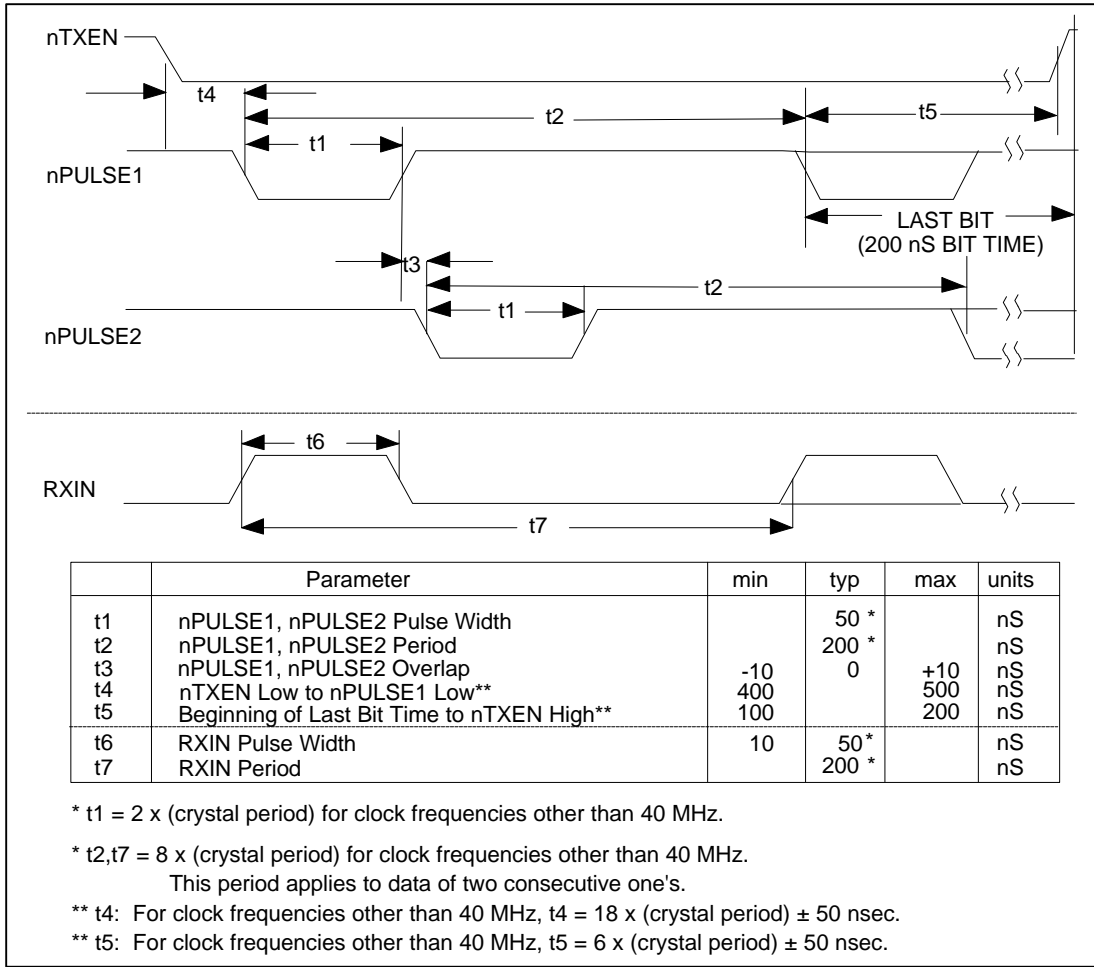 nTXEN
t4
t2
t5
t1
nPULSE1
LAST BIT
(200 nS BIT TIME)
t3
t2
t1
nPULSE2
t6
RXIN
t7
Parameter min typ max units
t1 nPULSE1, nPULSE2 Pulse Width 50 * nS
t2 nPULSE1, nPULSE2 Period 200 * nS
t3 nPULSE1, nPULSE2 Overlap -10 0 +10 nS
t4 nTXEN Low to nPULSE1 Low** 400 500 nS
t5 Beginning of Last Bit Time to nTXEN High** 100 200 nS
t6 RXIN Pulse Width 10 50 * nS
t7 RXIN Period 200 * nS
* t1 = 2 x (crystal period) for clock frequencies other than 40 MHz.
* t2,t7 = 8 x (crystal period) for clock frequencies other than 40 MHz.
This period applies to data of two consecutive one's.
** t4: For clock frequencies other than 40 MHz, t4 = 18 x (crystal period) ± 50 nsec.
** t5: For clock frequencies other than 40 MHz, t5 = 6 x (crystal period) ± 50 nsec.